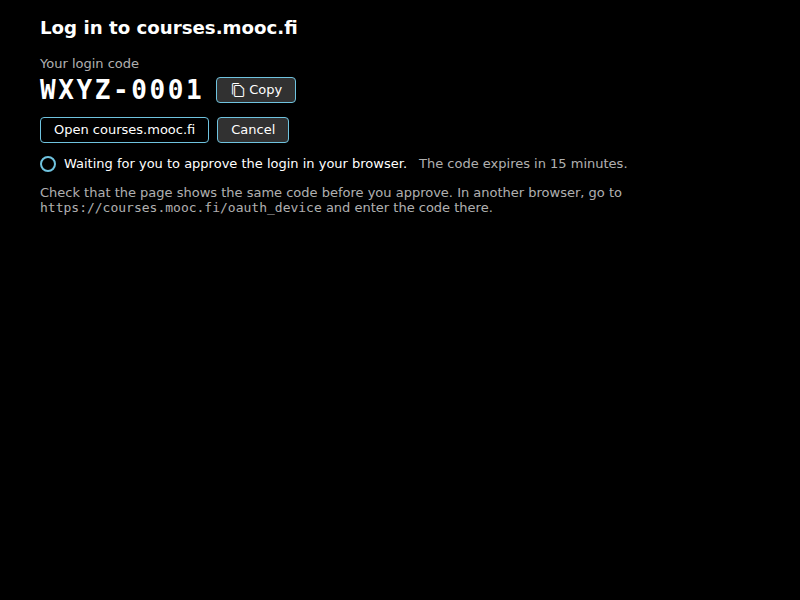 Log in to courses.mooc.fi
Your login code
WXYZ-0001 Copy
Open courses.mooc.fi Cancel
Waiting for you to approve the login in your browser. The code expires in 15 minutes.
Check that the page shows the same code before you approve. In another browser, go to
https://courses.mooc.fi/oauth_device and enter the code there.